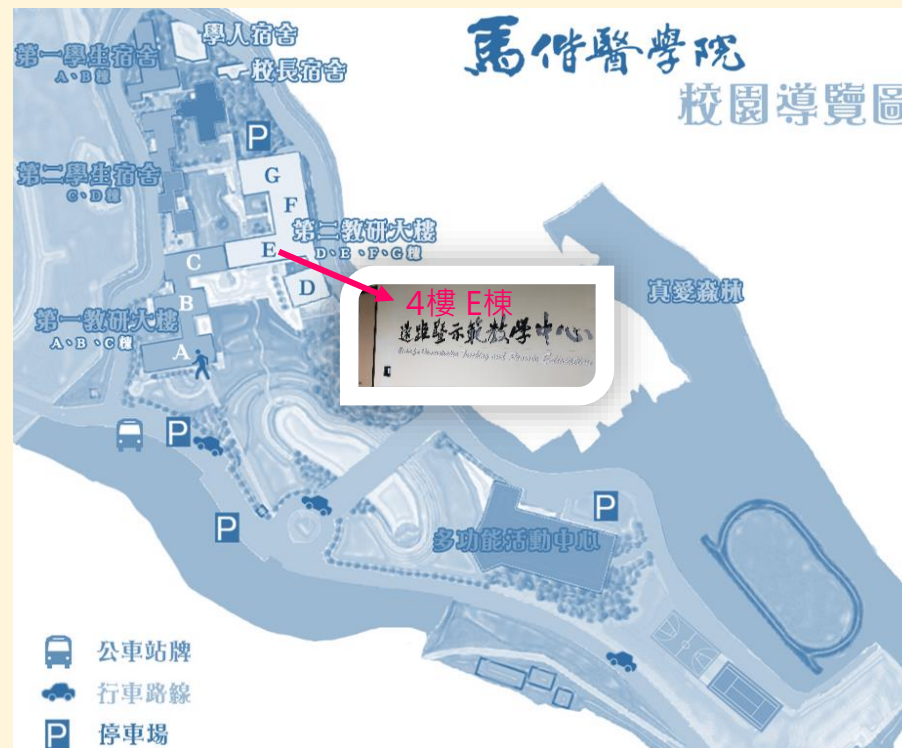 馬偕醫學院
校園導覽圖
學人宿舍
校長宿舍
第一學生宿舍
A、B棟
P
第二學生宿舍
C、D棟
G
F
E
D
第二教研大樓
D、E、F、G棟
C
B
A
第一教研大樓
A、B、C棟
4樓 E棟
遠距暨示範教學中心
真愛森林
P
P
P
多功能活動中心
公車站牌
行車路線
P
停車場